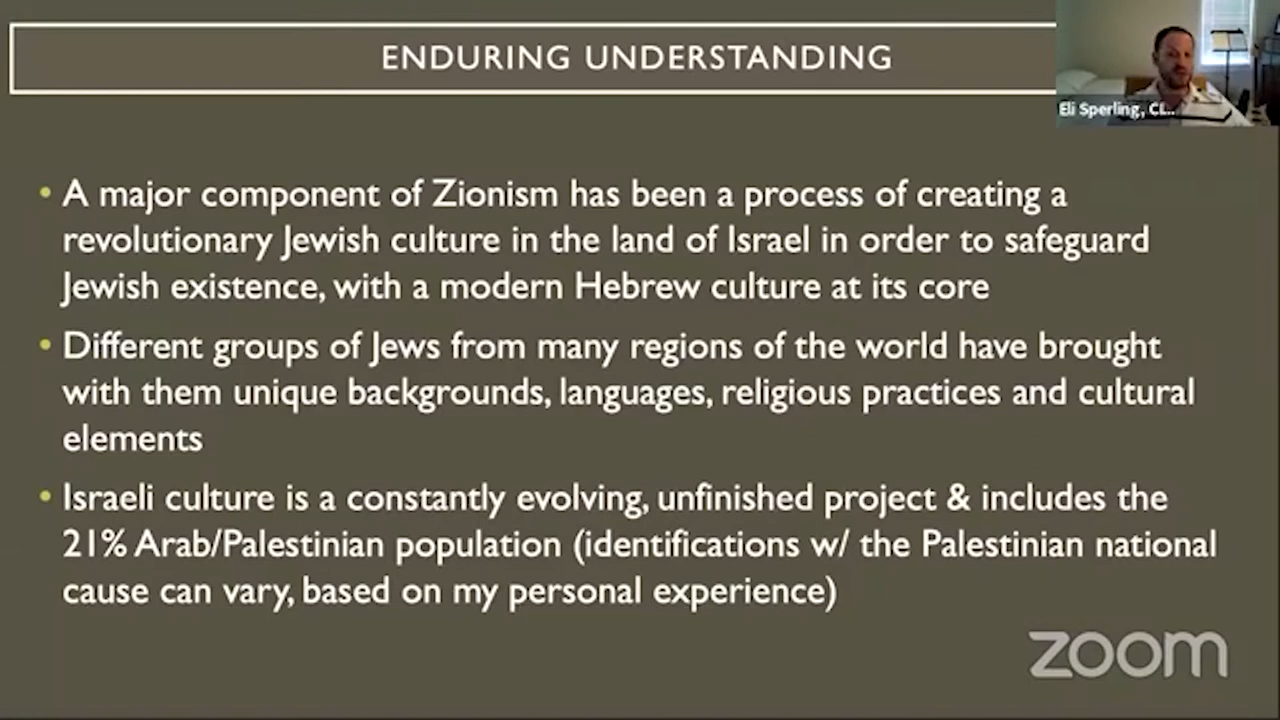 ENDURING UNDERSTANDING
Eli Sperling, CL...
• A major component of Zionism has been a process of creating a
revolutionary Jewish culture in the land of Israel in order to safeguard
Jewish existence, with a modern Hebrew culture at its core
• Different groups of Jews from many regions of the world have brought
with them unique backgrounds, languages, religious practices and cultural
elements
• Israeli culture is a constantly evolving, unfinished project & includes the
21% Arab/Palestinian population (identifications w/ the Palestinian national
cause can vary, based on my personal experience)
zoom